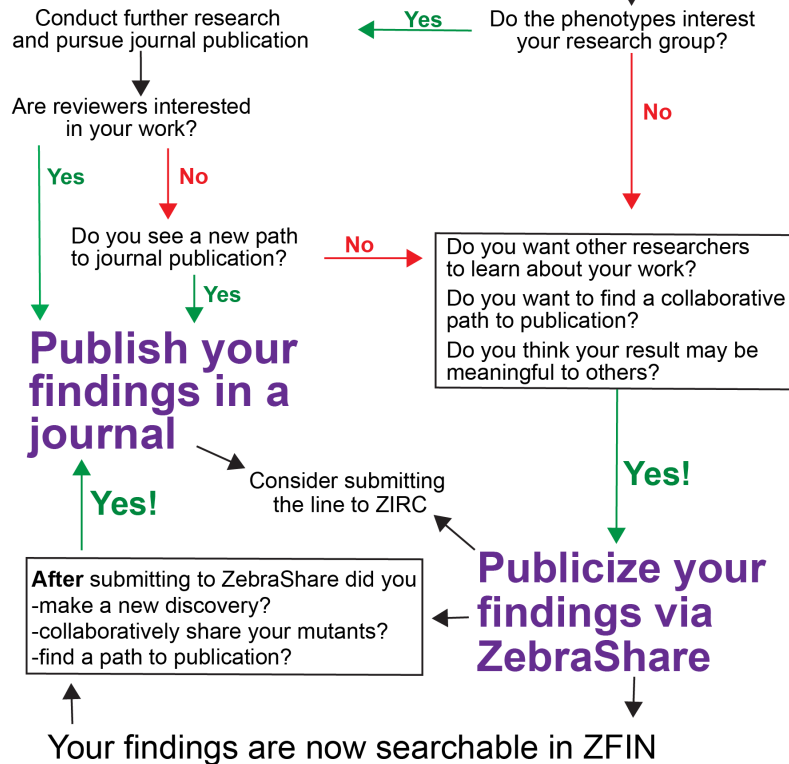 Conduct further research
and pursue journal publication
Yes
Do the phenotypes interest
your research group?
Are reviewers interested
in your work?
No
Yes
No
Do you see a new path
to journal publication?
No
Yes
Do you want other researchers
to learn about your work?
Do you want to find a collaborative
path to publication?
Do you think your result may be
meaningful to others?
Publish your
findings in a
journal
Yes!
Consider submitting
the line to ZIRC
Yes!
Publicize your
findings via
ZebraShare
After submitting to ZebraShare did you
-make a new discovery?
-collaboratively share your mutants?
-find a path to publication?
Your findings are now searchable in ZFIN